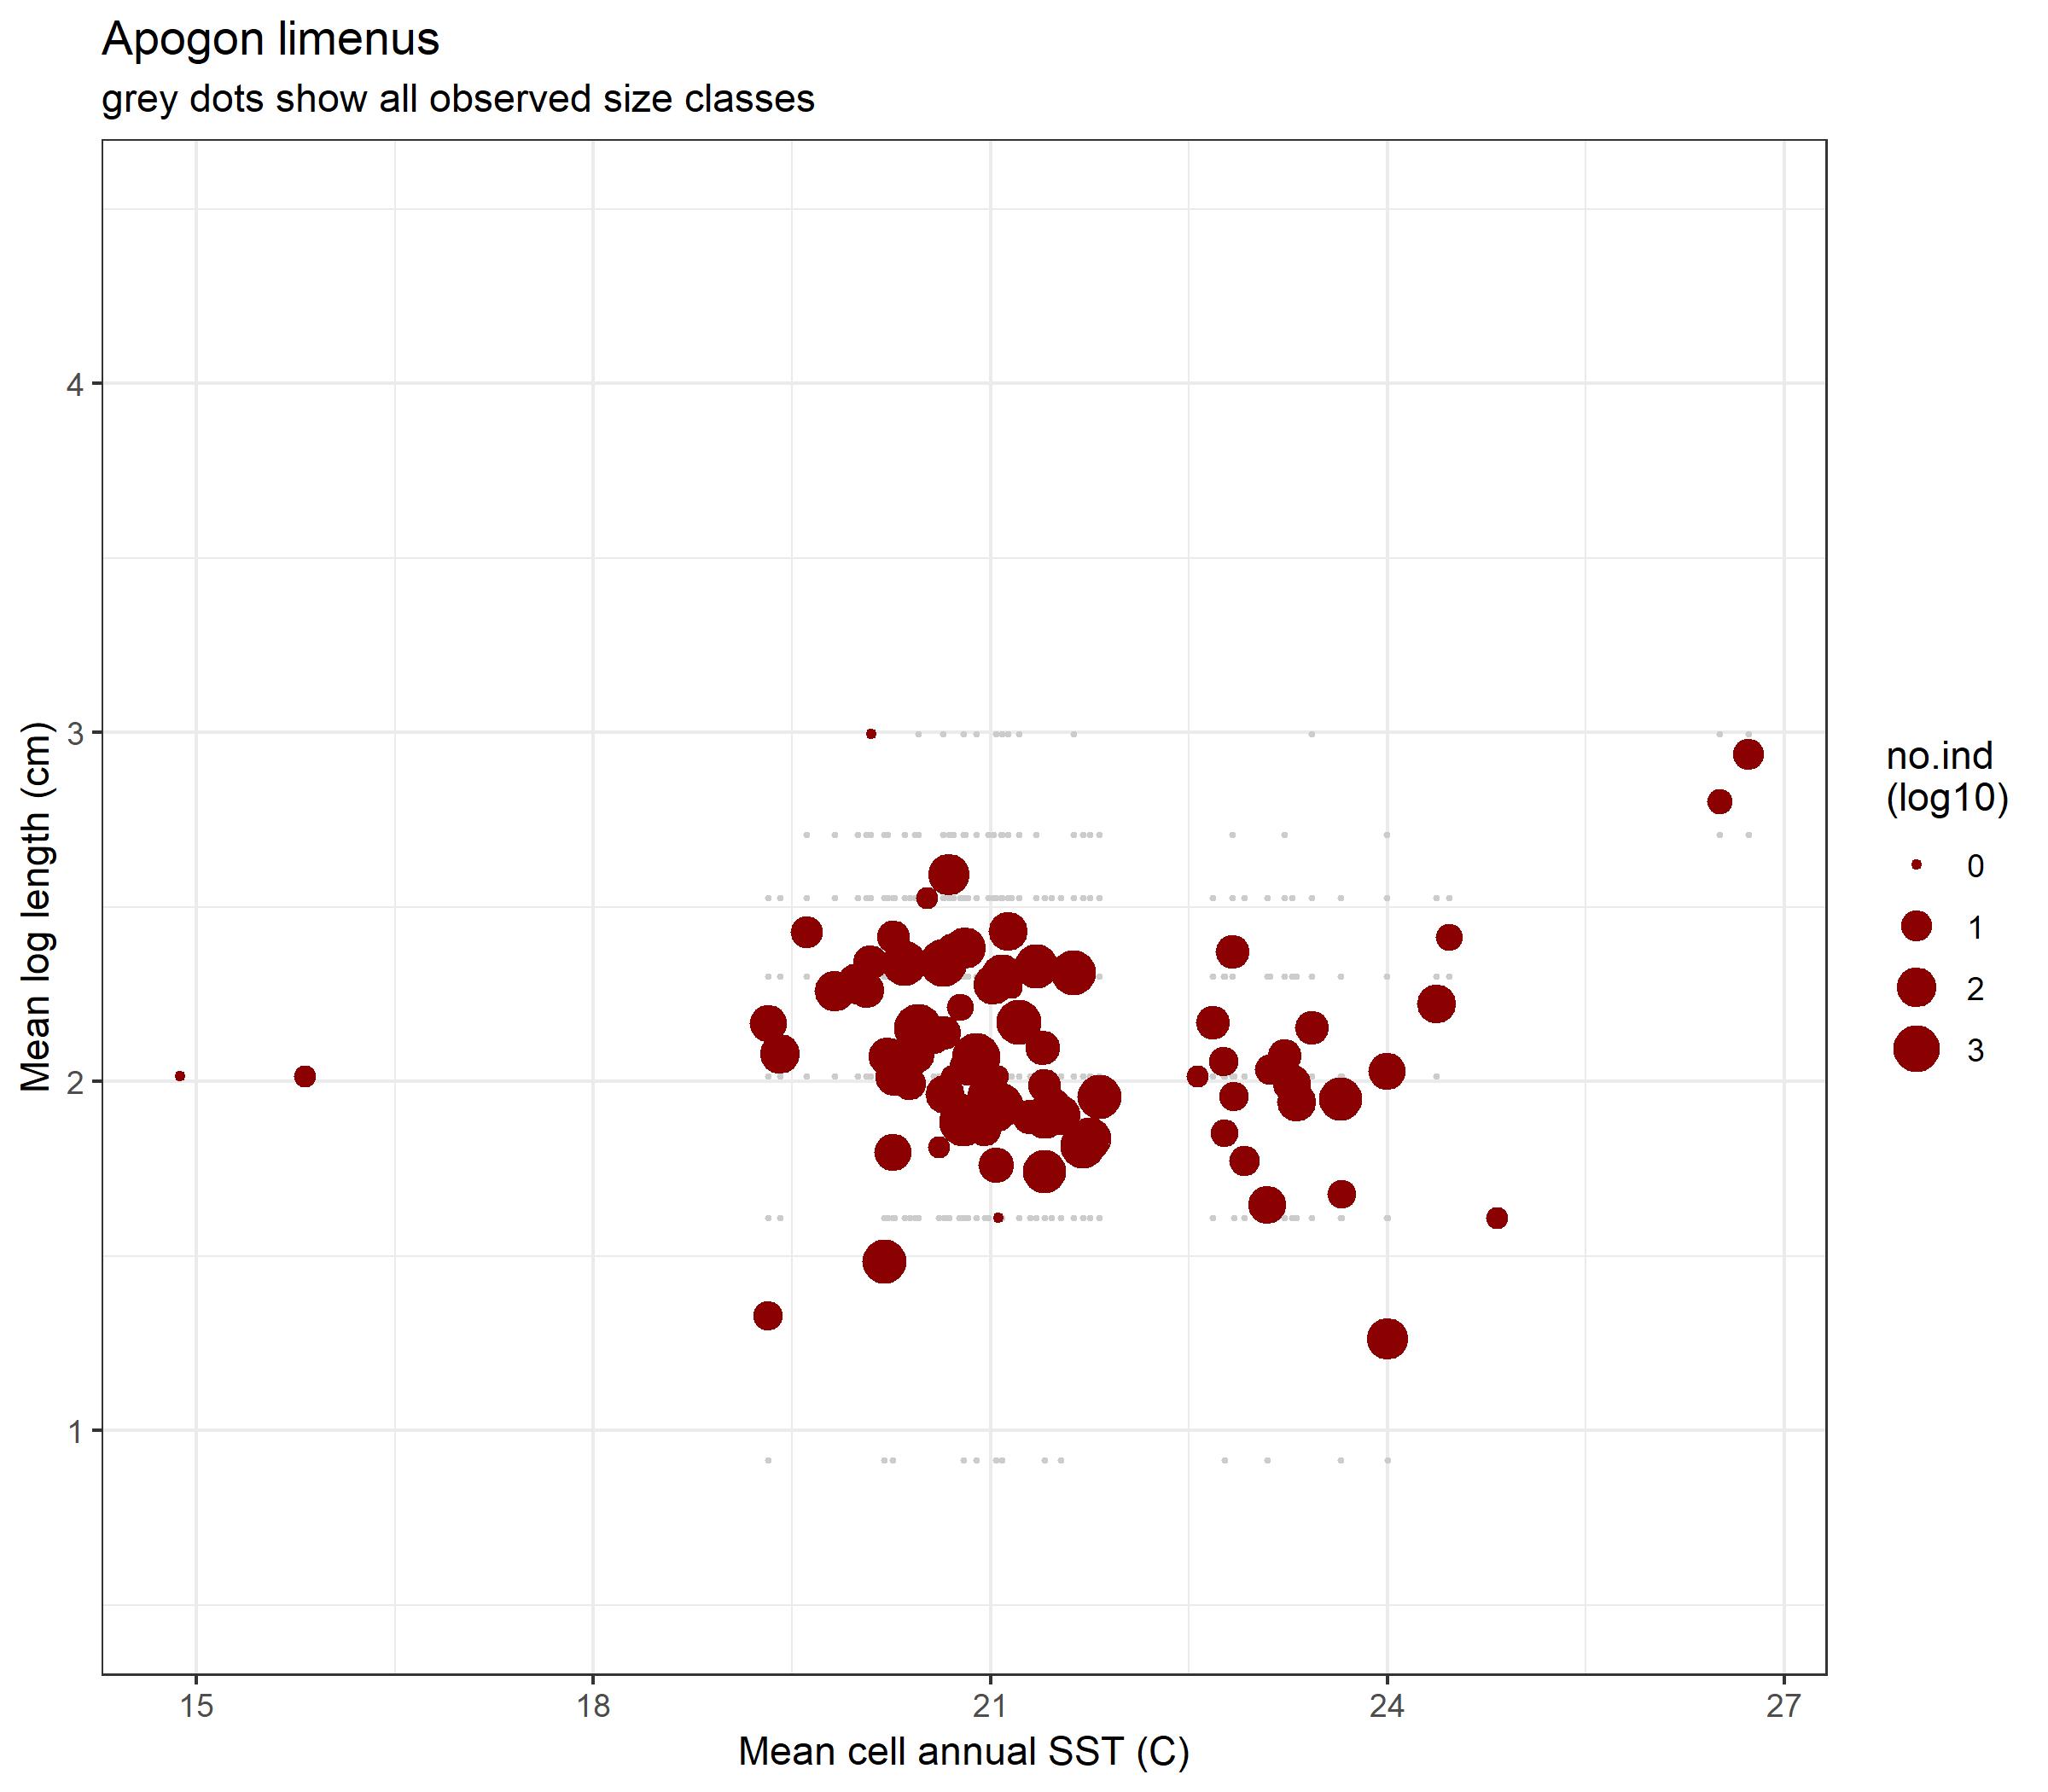 Apogon limenus
grey dots show all observed size classes
Mean log length (cm)
4
3
2
1
15 18 21 24 27
Mean cell annual SST (C)
no.ind
(log10)
0
1
2
3